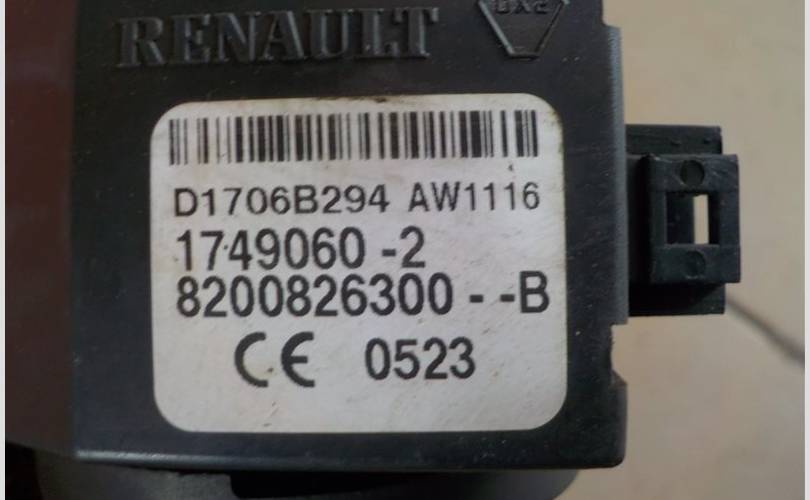 RENAULT
D1706B294 AW1116
1749060 -2
8200826300 - -B
CE 0523